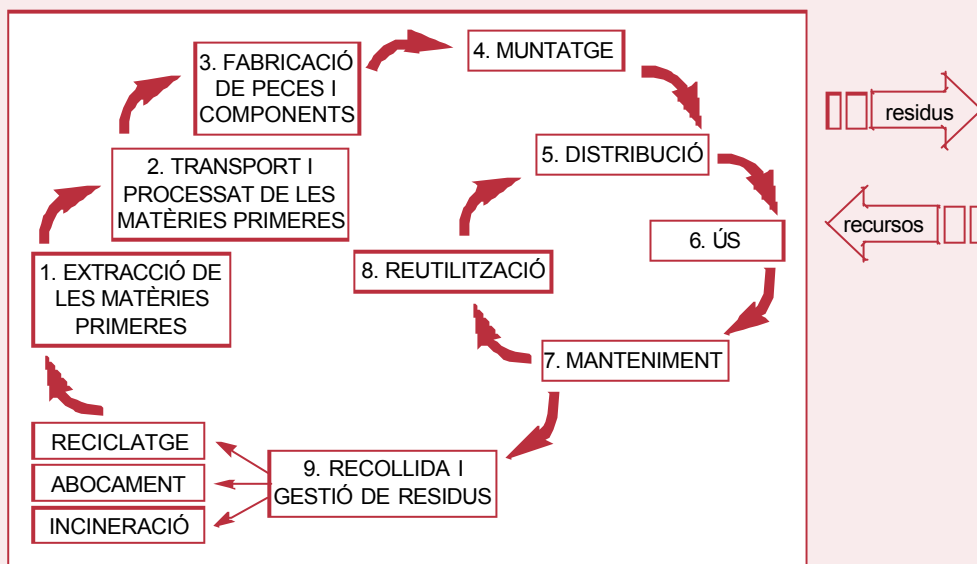 3. FABRICACIÓ
DE PECES I
COMPONENTS
4. MUNTATGE
residus
2. TRANSPORT I
PROCESSAT DE LES
MATÈRIES PRIMERES
5. DISTRIBUCIÓ
recursos
6. ÚS
1. EXTRACCIÓ DE
LES MATÈRIES
PRIMERES
8. REUTILITZACIÓ
7. MANTENIMENT
RECICLATGE
ABOCAMENT
INCINERACIÓ
9. RECOLLIDA I
GESTIÓ DE RESIDUS